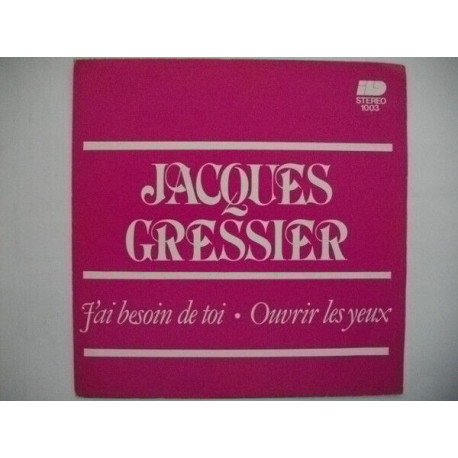 STEREO
1003
JACQUES
GRESSIER
J'ai besoin de toi • Ouvrir les yeux